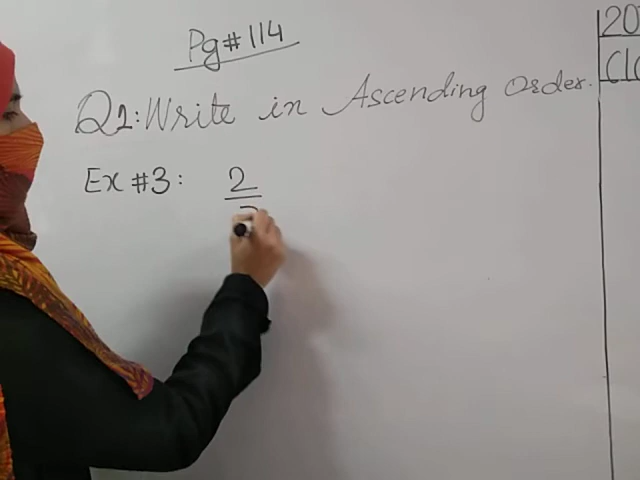 Pg#114
Q2:Write in Ascending Order.
Ex #3: 2